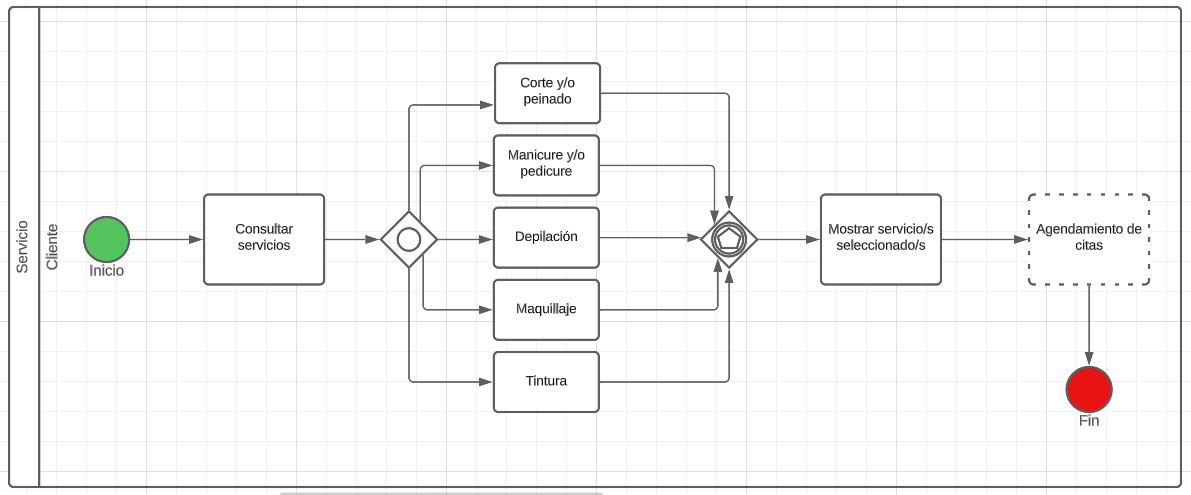 Servicio
Cliente
Inicio
Consultar
servicios
Corte y/o
peinado
Manicure y/o
pedicure
Depilación
Maquillaje
Tintura
Mostrar servicio/s
seleccionado/s
Agendamiento de
citas
Fin